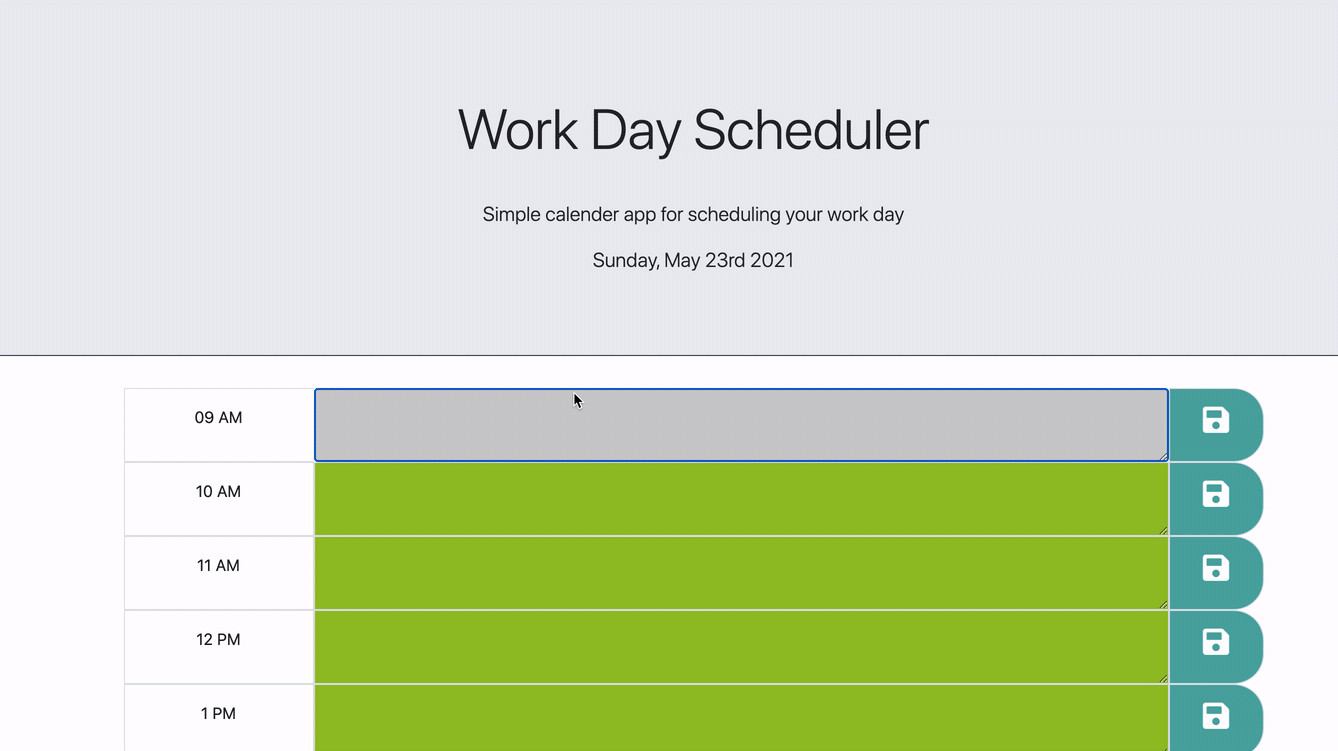 Work Day Scheduler
Simple calender app for scheduling your work day
Sunday, May 23rd 2021
09 AM
10 AM
11 AM
12 PM
1 PM